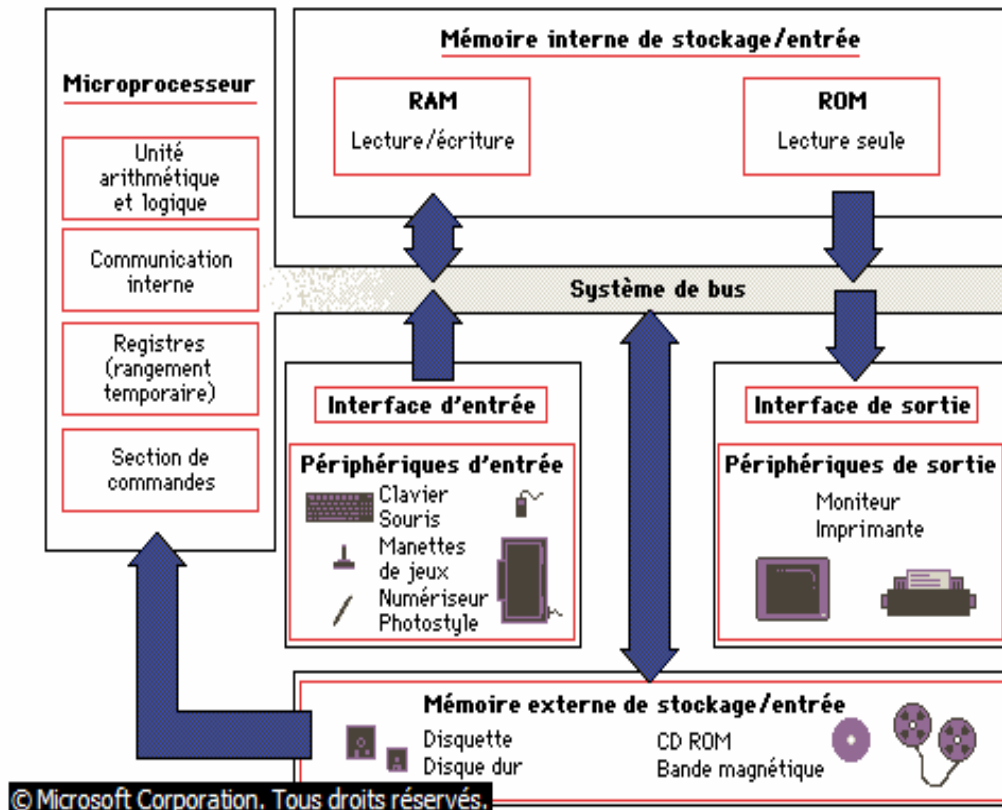 Microprocesseur
Unité
arithmétique
et logique
Communication
interne
Registres
(rangement
temporaire)
Section de
commandes
Mémoire interne de stockage/entrée
RAM
Lecture/écriture
ROM
Lecture seule
Système de bus
Interface d'entrée
Périphériques d'entrée
Clavier
Souris
Manettes
de jeux
Numériseur
Photostyle
Interface de sortie
Périphériques de sortie
Moniteur
Imprimante
Mémoire externe de stockage/entrée
Disquette
Disque dur
CD ROM
Bande magnétique
© Microsoft Corporation. Tous droits réservés.